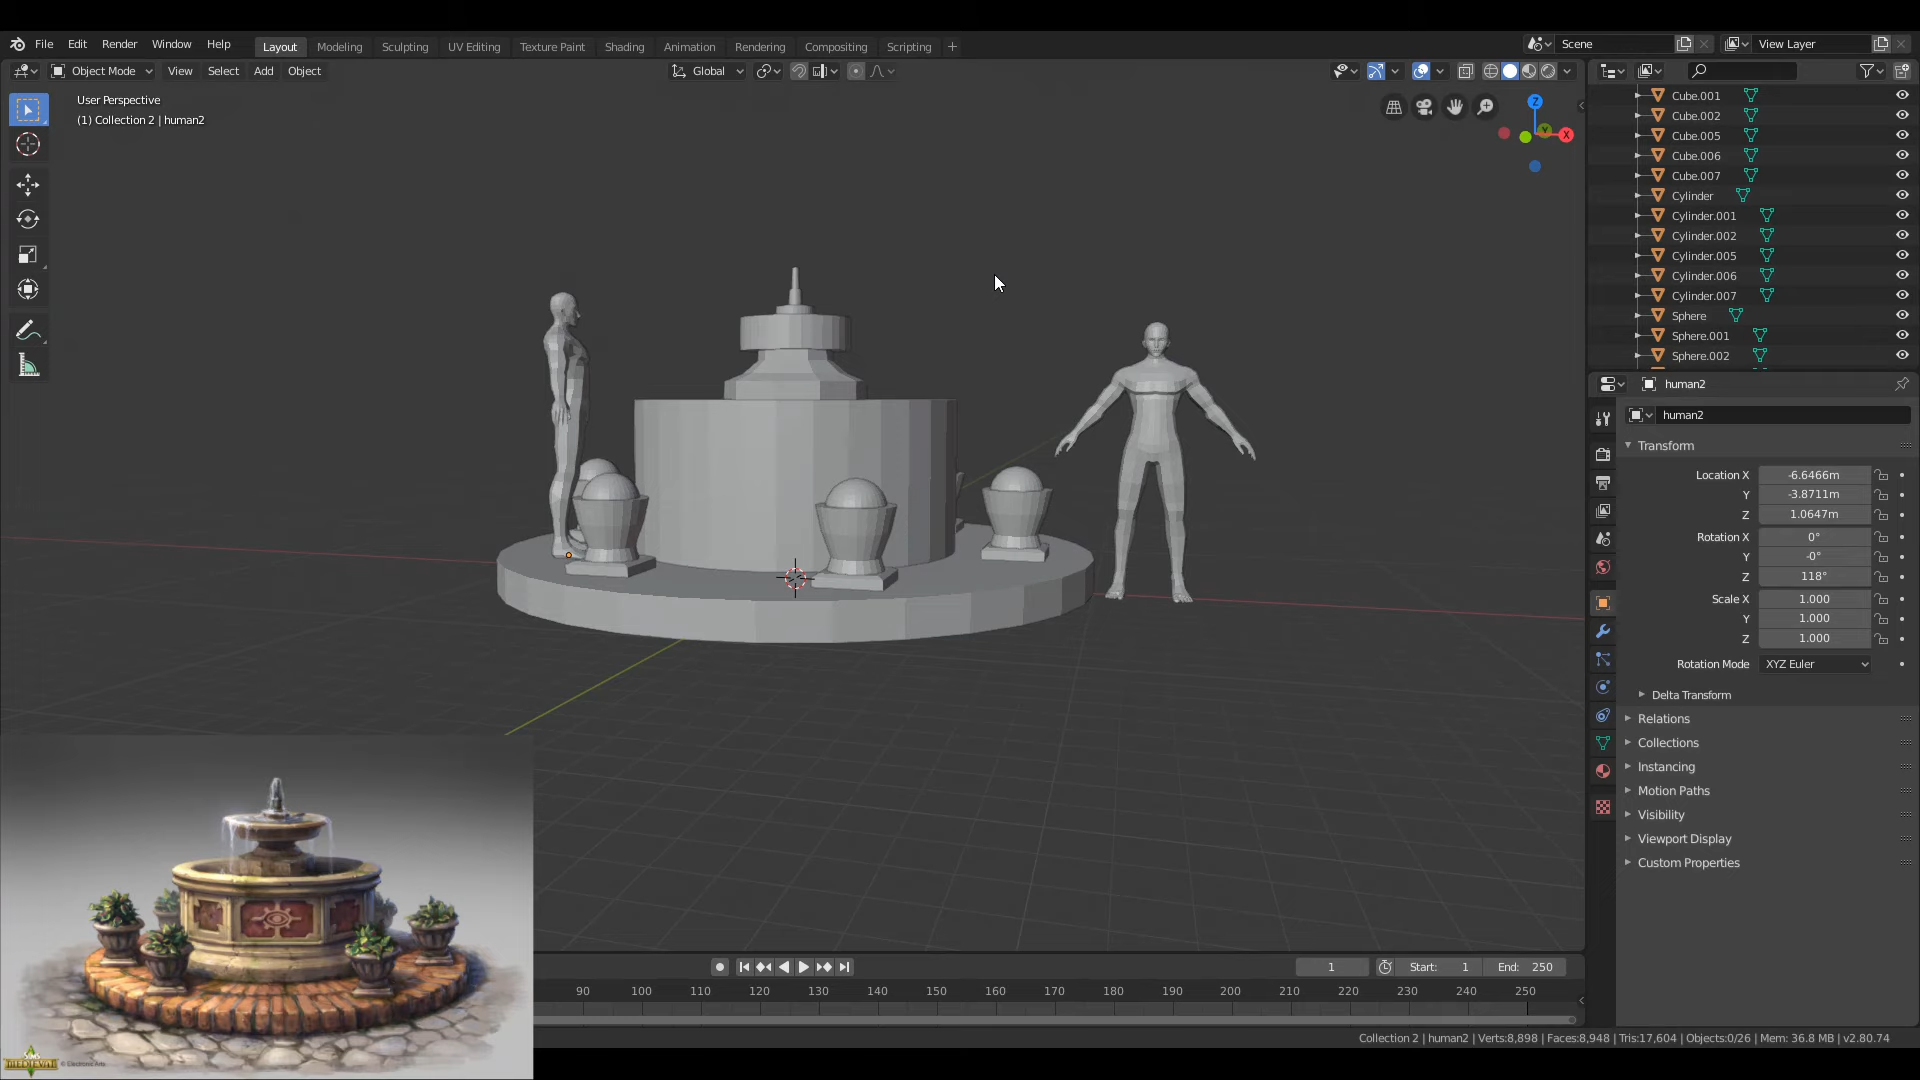 File Edit Render Window Help Layout Modeling Sculpting UV Editing Texture Paint Shading Animation Rendering Compositing Scripting + Scene View Layer
Object Mode View Select Add Object Global
User Perspective
(1) Collection 2 | human2
Z
Y
X
Cube.001
Cube.002
Cube.005
Cube.006
Cube.007
Cylinder
Cylinder.001
Cylinder.002
Cylinder.005
Cylinder.006
Cylinder.007
Sphere
Sphere.001
Sphere.002
human2
human2
Transform
Location X -6.6466m
Y -3.8711m
Z 1.0647m
Rotation X 0°
Y -0°
Z 118°
Scale X 1.000
Y 1.000
Z 1.000
Rotation Mode XYZ Euler
Delta Transform
Relations
Collections
Instancing
Motion Paths
Visibility
Viewport Display
Custom Properties
1 Start: 1 End: 250
90 100 110 120 130 140 150 160 170 180 190 200 210 220 230 240 250
Collection 2 | human2 | Verts:8,898 | Faces:8,948 | Tris:17,604 | Objects:0/26 | Mem: 36.8 MB | v2.80.74
MEDIEVAL © Electronic Arts